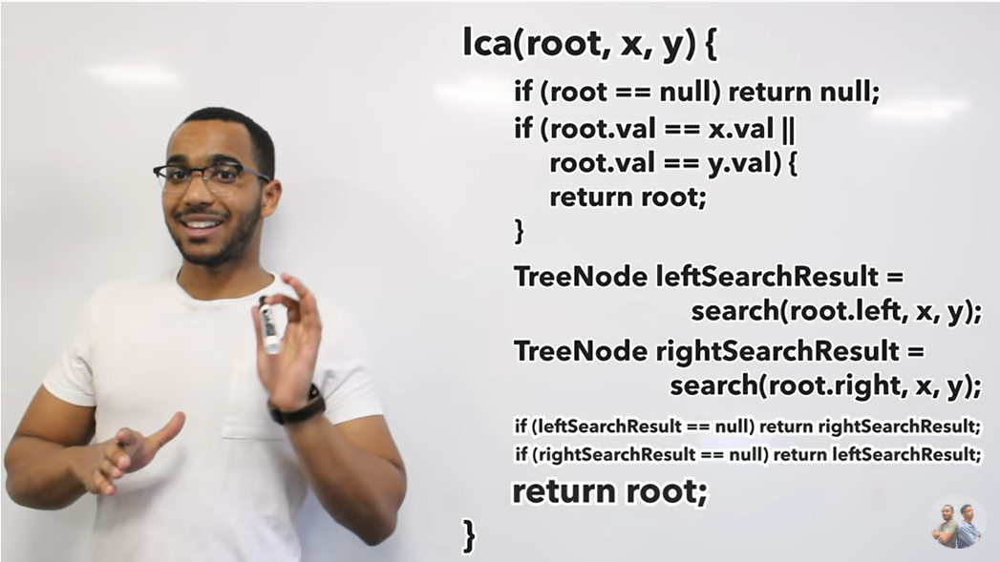 lca(root, x, y) {
if (root == null) return null;
if (root.val == x.val ||
root.val == y.val) {
return root;
}
TreeNode leftSearchResult =
search(root.left, x, y);
TreeNode rightSearchResult =
search(root.right, x, y);
if (leftSearchResult == null) return rightSearchResult;
if (rightSearchResult == null) return leftSearchResult;
return root;
}